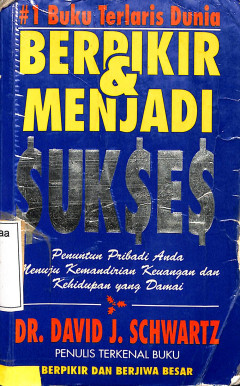 #1 Buku Terlaris Dunia
BERPIKIR
&
MENJADI
$UK$E$
Penuntun Pribadi Anda
Menuju Kemandirian Keuangan dan
Kehidupan yang Damai
DR. DAVID J. SCHWARTZ
PENULIS TERKENAL BUKU
BERPIKIR DAN BERJIWA BESAR
aa